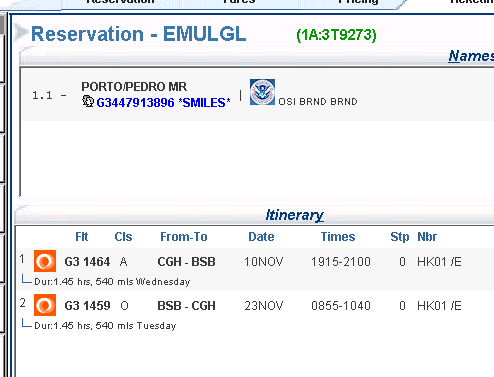 Reservation Fares Pricing
Reservation - EMULGL (1A:3T9273)
Names
1.1 - PORTO/PEDRO MR
G3447913896 *SMILES* | OSI BRND BRND
Itinerary
Flt Cls From-To Date Times Stp Nbr
1 G3 1464 A CGH - BSB 10NOV 1915-2100 0 HK01 /E
Dur:1.45 hrs, 540 mls Wednesday
2 G3 1459 O BSB - CGH 23NOV 0855-1040 0 HK01 /E
Dur:1.45 hrs, 540 mls Tuesday